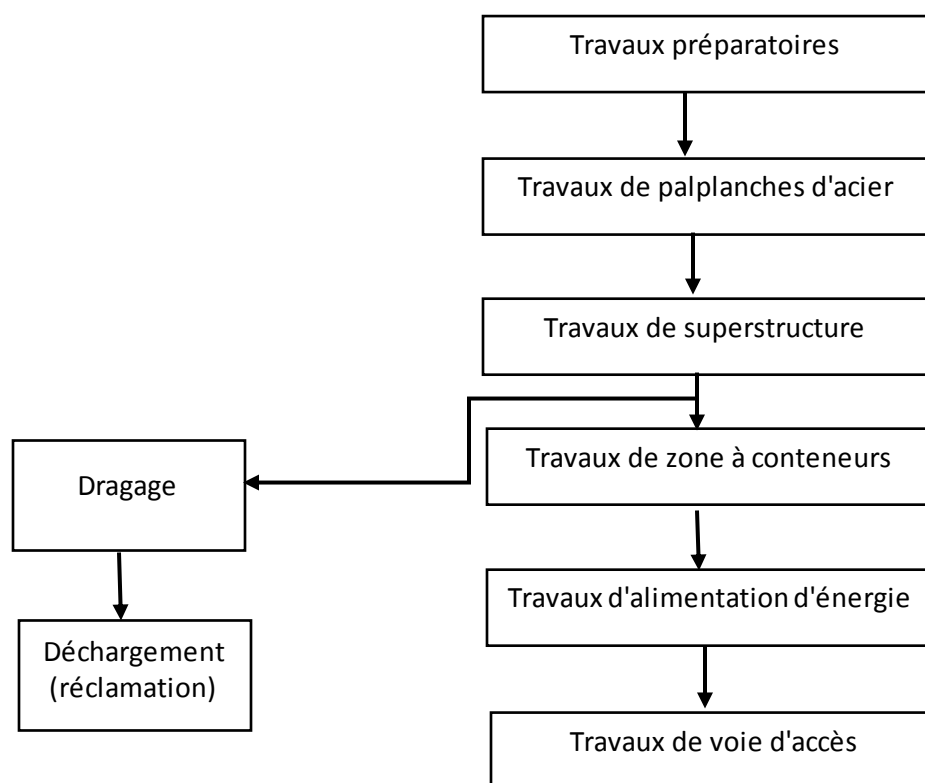 Travaux préparatoires
Travaux de palplanches d'acier
Travaux de superstructure
Travaux de zone à conteneurs
Dragage
Travaux d'alimentation d'énergie
Déchargement
(réclamation)
Travaux de voie d'accès